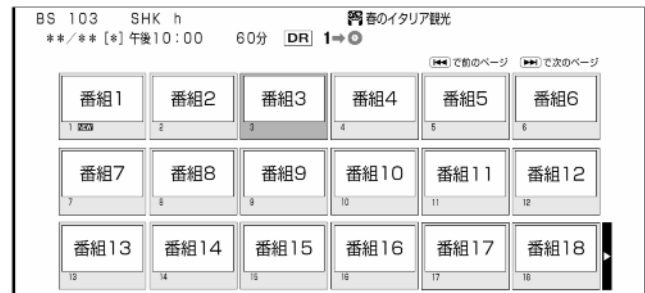 BS 103 SHK h 春のイタリア観光
**/** [*] 午後10:00 60分 DR 1➡◎
⏮で前のページ ⏭で次のページ
番組1 番組2 番組3 番組4 番組5 番組6
1 NEW 2 3 4 5 6
番組7 番組8 番組9 番組10 番組11 番組12
7 8 9 10 11 12
番組13 番組14 番組15 番組16 番組17 番組18
13 14 15 16 17 18